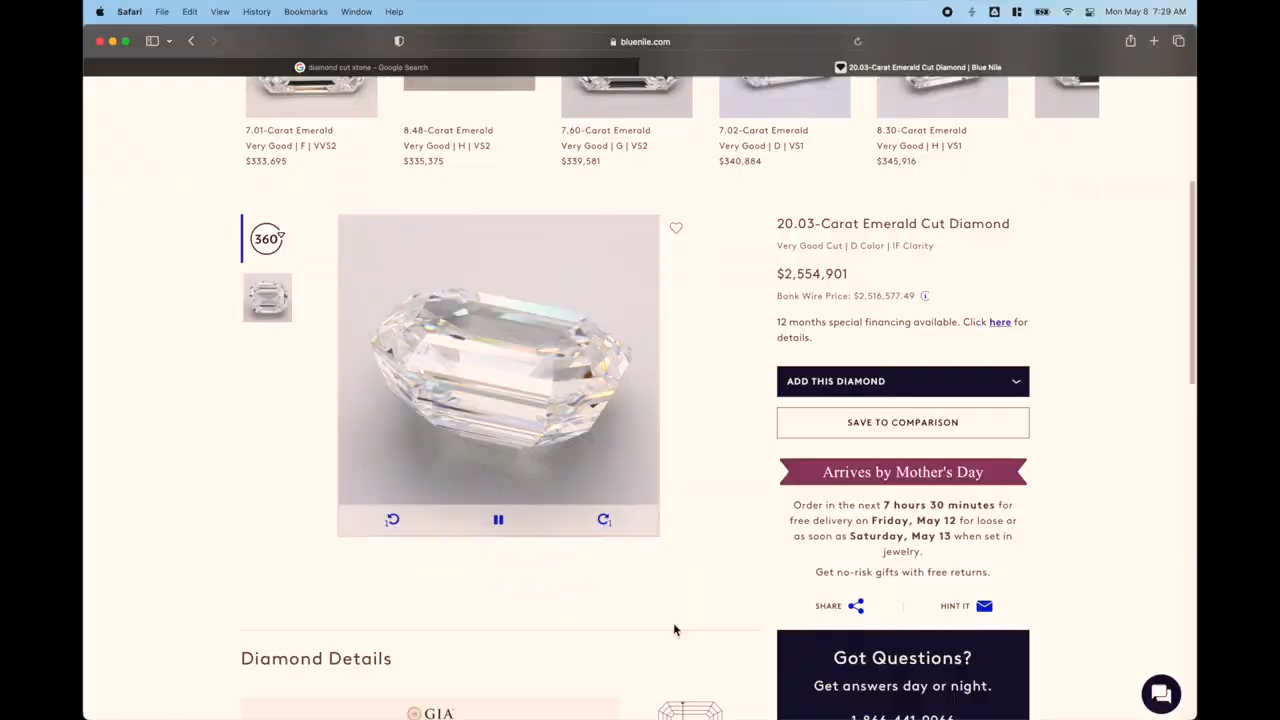 Safari File Edit View History Bookmarks Window Help Mon May 8 7:29 AM
bluenile.com
diamond cut stone – Google Search
20.03-Carat Emerald Cut Diamond | Blue Nile
7.01-Carat Emerald
Very Good | F | VVS2
$333,695
8.48-Carat Emerald
Very Good | H | VS2
$335,375
7.60-Carat Emerald
Very Good | G | VS2
$339,581
7.02-Carat Emerald
Very Good | D | VS1
$340,884
8.30-Carat Emerald
Very Good | H | VS1
$345,916
360
20.03-Carat Emerald Cut Diamond
Very Good Cut | D Color | IF Clarity
$2,554,901
Bank Wire Price: $2,516,577.49
12 months special financing available. Click here for
details.
ADD THIS DIAMOND
SAVE TO COMPARISON
Arrives by Mother's Day
Order in the next 7 hours 30 minutes for
free delivery on Friday, May 12 for loose or
as soon as Saturday, May 13 when set in
jewelry.
Get no-risk gifts with free returns.
SHARE
HINT IT
1
1
Diamond Details
GIA
Got Questions?
Get answers day or night.
1-866-441-9066